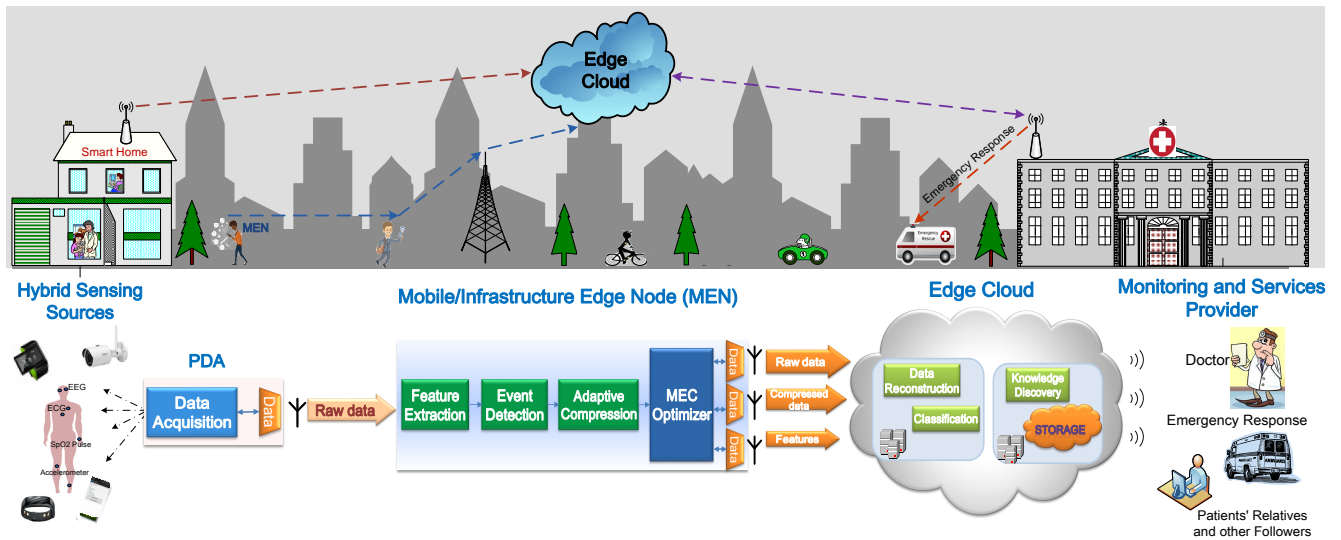 Edge
Cloud
Smart Home
MEN
Emergency Response
Emergency
Rescue
Hybrid Sensing
Sources
Mobile/Infrastructure Edge Node (MEN)
Edge Cloud
Monitoring and Services
Provider
EEG
ECG
SpO2 Pulse
Accelerometer
PDA
Data
Acquisition
Data
Raw data
Feature
Extraction
Event
Detection
Adaptive
Compression
MEC
Optimizer
Data
Data
Data
Raw data
Compressed
data
Features
Data
Reconstruction
Classification
Knowledge
Discovery
STORAGE
Doctor
Emergency Response
AMBULANCE
Patients' Relatives
and other Followers